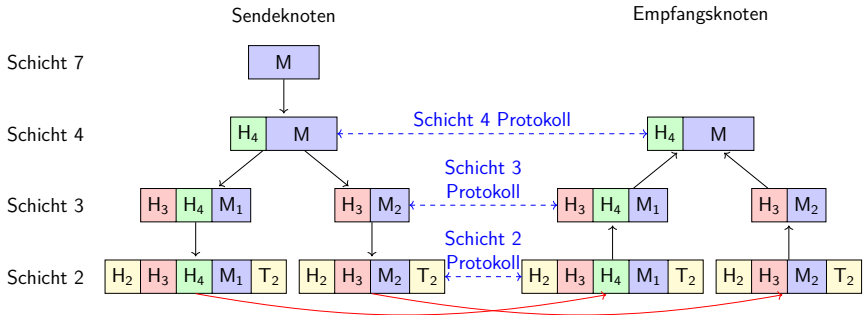 Sendeknoten Empfangsknoten
Schicht 7 M
Schicht 4 H₄ M Schicht 4 Protokoll H₄ M
Schicht 3 H₃ H₄ M₁ H₃ M₂ Schicht 3 Protokoll H₃ H₄ M₁ H₃ M₂
Schicht 2 H₂ H₃ H₄ M₁ T₂ H₂ H₃ M₂ T₂ Schicht 2 Protokoll H₂ H₃ H₄ M₁ T₂ H₂ H₃ M₂ T₂